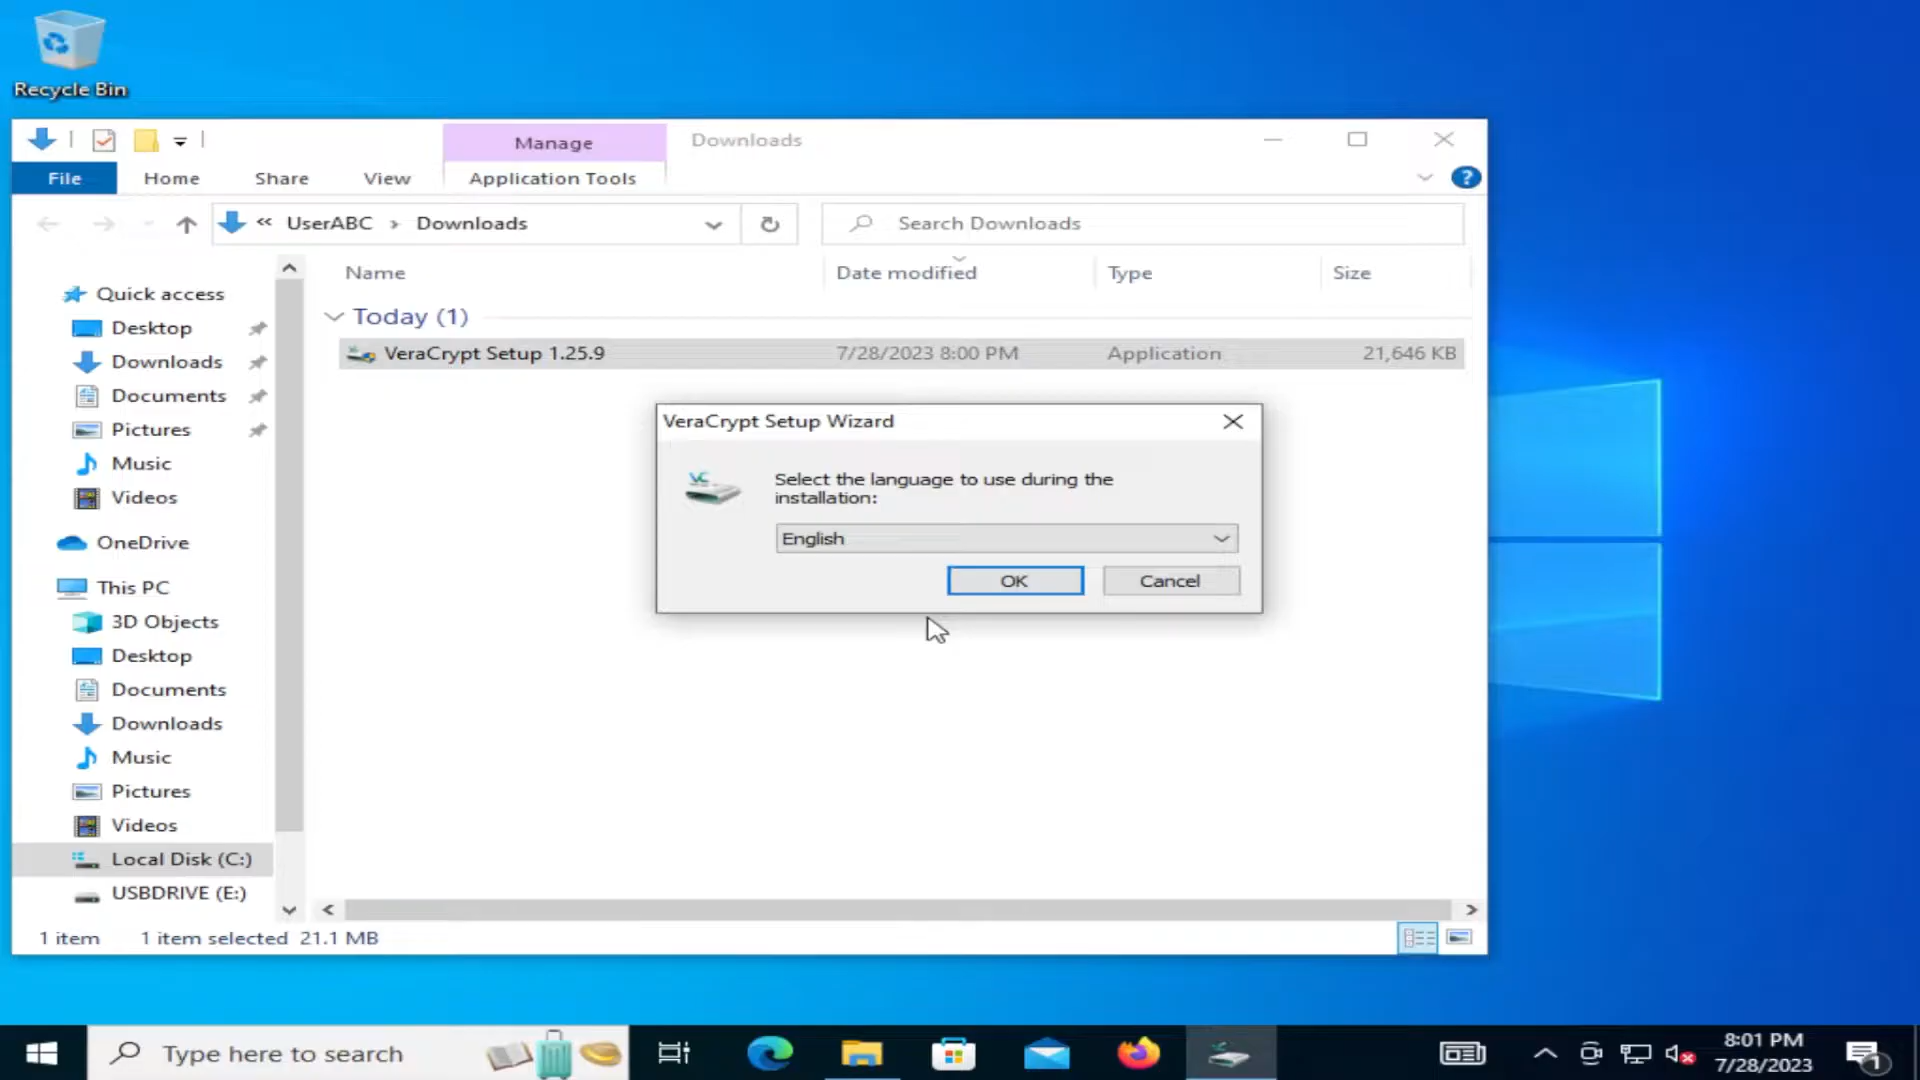 Recycle Bin
Manage
Downloads
File
Home
Share
View
Application Tools
?
« UserABC › Downloads
Search Downloads
Name
Date modified
Type
Size
Quick access
Desktop
Downloads
Documents
Pictures
Music
Videos
OneDrive
This PC
3D Objects
Desktop
Documents
Downloads
Music
Pictures
Videos
Local Disk (C:)
USBDRIVE (E:)
Today (1)
VeraCrypt Setup 1.25.9
7/28/2023 8:00 PM
Application
21,646 KB
VeraCrypt Setup Wizard
VC
Select the language to use during the
installation:
English
OK
Cancel
1 item
1 item selected 21.1 MB
Type here to search
8:01 PM
7/28/2023
1